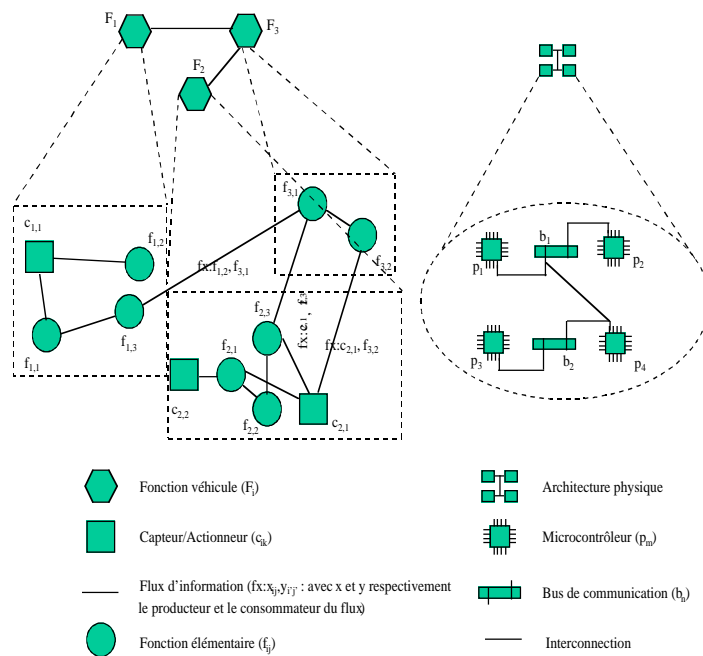 F1
F3
F2
c1,1
f1,2
f1,1
f1,3
fx:f1,2, f3,1
f3,1
f3,2
f2,3
f2,1
f2,2
c2,2
c2,1
fx:c2,1, f3,2
b1
p1
p2
p3
b2
p4
Fonction véhicule (Fi)
Capteur/Actionneur (cik)
Flux d'information (fx:xij,yi'j' : avec x et y respectivement
le producteur et le consommateur du flux)
Fonction élémentaire (fij)
Architecture physique
Microcontrôleur (pm)
Bus de communication (bn)
Interconnection